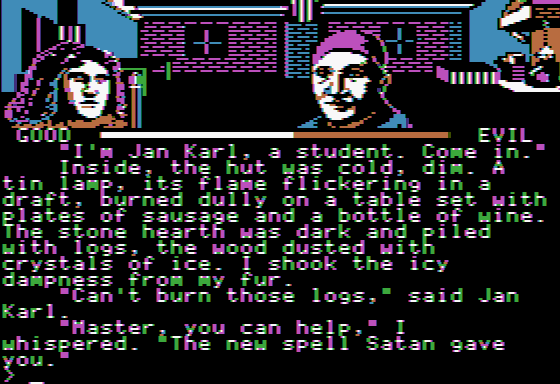 GOOD EVIL
"I'm Jan Karl, a student. Come in."
Inside, the hut was cold, dim. A
tin lamp, its flame flickering in a
draft, burned dully on a table set with
plates of sausage and a bottle of wine.
The stone hearth was dark and piled
with logs, the wood dusted with
crystals of ice. I shook the icy
dampness from my fur.
"Can't burn those logs," said Jan
Karl.
"Master, you can help," I
whispered. "The new spell Satan gave
you."
> _